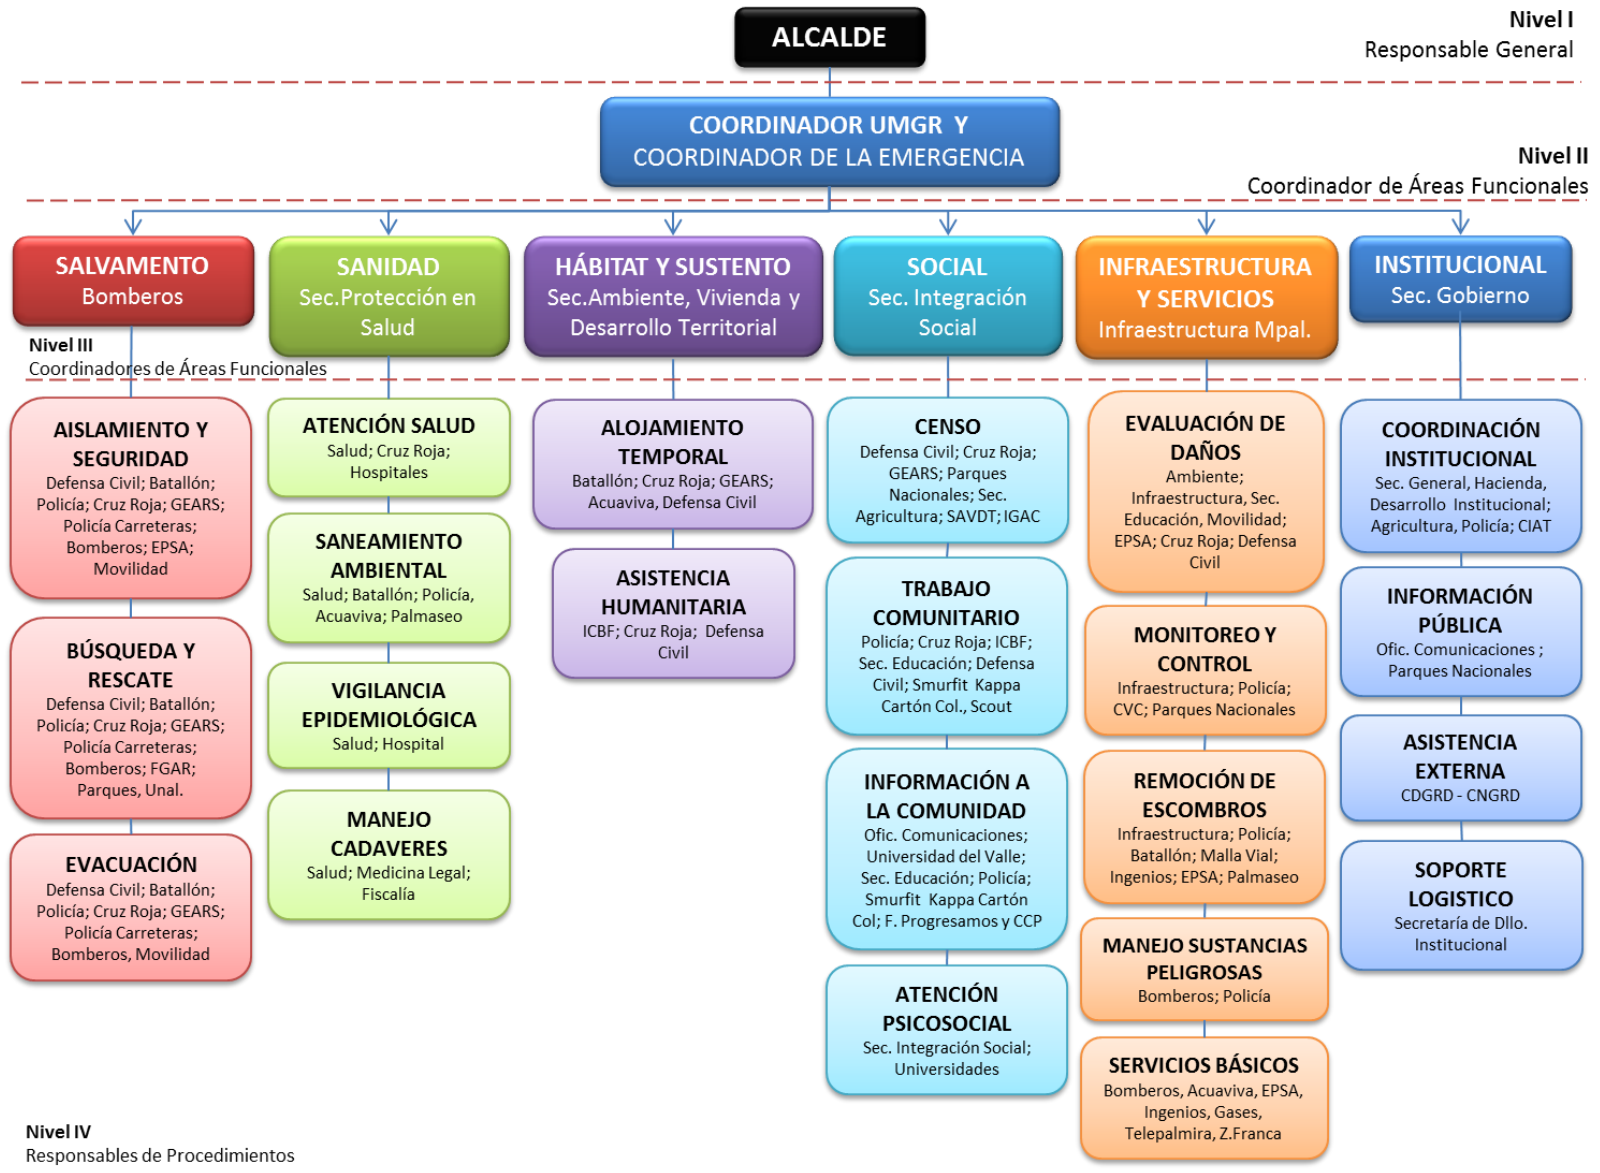 ALCALDE
Nivel I
Responsable General
COORDINADOR UMGR Y
COORDINADOR DE LA EMERGENCIA
Nivel II
Coordinador de Áreas Funcionales
SALVAMENTO
Bomberos
SANIDAD
Sec.Protección en
Salud
HÁBITAT Y SUSTENTO
Sec.Ambiente, Vivienda y
Desarrollo Territorial
SOCIAL
Sec. Integración
Social
INFRAESTRUCTURA
Y SERVICIOS
Infraestructura Mpal.
INSTITUCIONAL
Sec. Gobierno
Nivel III
Coordinadores de Áreas Funcionales
AISLAMIENTO Y
SEGURIDAD
Defensa Civil; Batallón;
Policía; Cruz Roja; GEARS;
Policía Carreteras;
Bomberos; EPSA;
Movilidad
BÚSQUEDA Y
RESCATE
Defensa Civil; Batallón;
Policía; Cruz Roja; GEARS;
Policía Carreteras;
Bomberos; FGAR;
Parques, Unal.
EVACUACIÓN
Defensa Civil; Batallón;
Policía; Cruz Roja; GEARS;
Policía Carreteras;
Bomberos, Movilidad
ATENCIÓN SALUD
Salud; Cruz Roja;
Hospitales
SANEAMIENTO
AMBIENTAL
Salud; Batallón; Policía,
Acuaviva; Palmaseo
VIGILANCIA
EPIDEMIOLÓGICA
Salud; Hospital
MANEJO
CADAVERES
Salud; Medicina Legal;
Fiscalía
ALOJAMIENTO
TEMPORAL
Batallón; Cruz Roja; GEARS;
Acuaviva, Defensa Civil
ASISTENCIA
HUMANITARIA
ICBF; Cruz Roja; Defensa
Civil
CENSO
Defensa Civil; Cruz Roja;
GEARS; Parques
Nacionales; Sec.
Agricultura; SAVDT; IGAC
TRABAJO
COMUNITARIO
Policía; Cruz Roja; ICBF;
Sec. Educación; Defensa
Civil; Smurfit Kappa
Cartón Col., Scout
INFORMACIÓN A
LA COMUNIDAD
Ofic. Comunicaciones;
Universidad del Valle;
Sec. Educación; Policía;
Smurfit Kappa Cartón
Col; F. Progresamos y CCP
ATENCIÓN
PSICOSOCIAL
Sec. Integración Social;
Universidades
EVALUACIÓN DE
DAÑOS
Ambiente;
Infraestructura, Sec.
Educación, Movilidad;
EPSA; Cruz Roja; Defensa
Civil
MONITOREO Y
CONTROL
Infraestructura; Policía;
CVC; Parques Nacionales
REMOCIÓN DE
ESCOMBROS
Infraestructura; Policía;
Batallón; Malla Vial;
Ingenios; EPSA; Palmaseo
MANEJO SUSTANCIAS
PELIGROSAS
Bomberos; Policía
SERVICIOS BÁSICOS
Bomberos, Acuaviva, EPSA,
Ingenios, Gases,
Telepalmira, Z.Franca
COORDINACIÓN
INSTITUCIONAL
Sec. General, Hacienda,
Desarrollo Institucional;
Agricultura, Policía; CIAT
INFORMACIÓN
PÚBLICA
Ofic. Comunicaciones ;
Parques Nacionales
ASISTENCIA
EXTERNA
CDGRD - CNGRD
SOPORTE
LOGISTICO
Secretaría de Dllo.
Institucional
Nivel IV
Responsables de Procedimientos